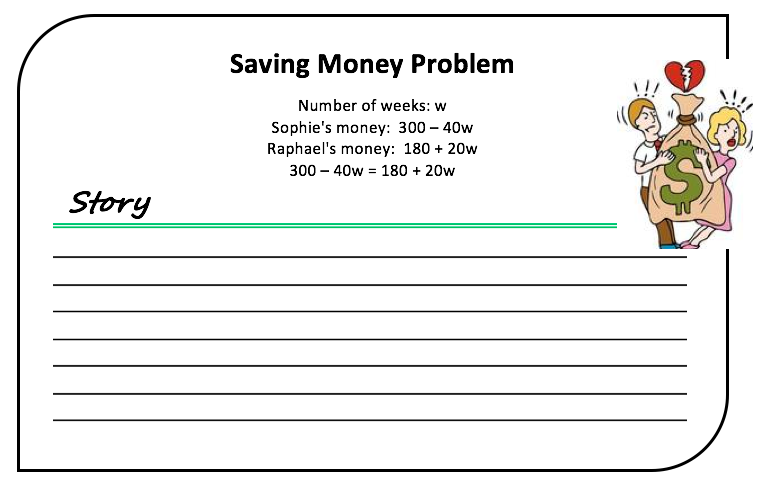 Saving Money Problem
Number of weeks: w
Sophie's money:  300 – 40w
Raphael's money:  180 + 20w
300 – 40w = 180 + 20w
Story
$